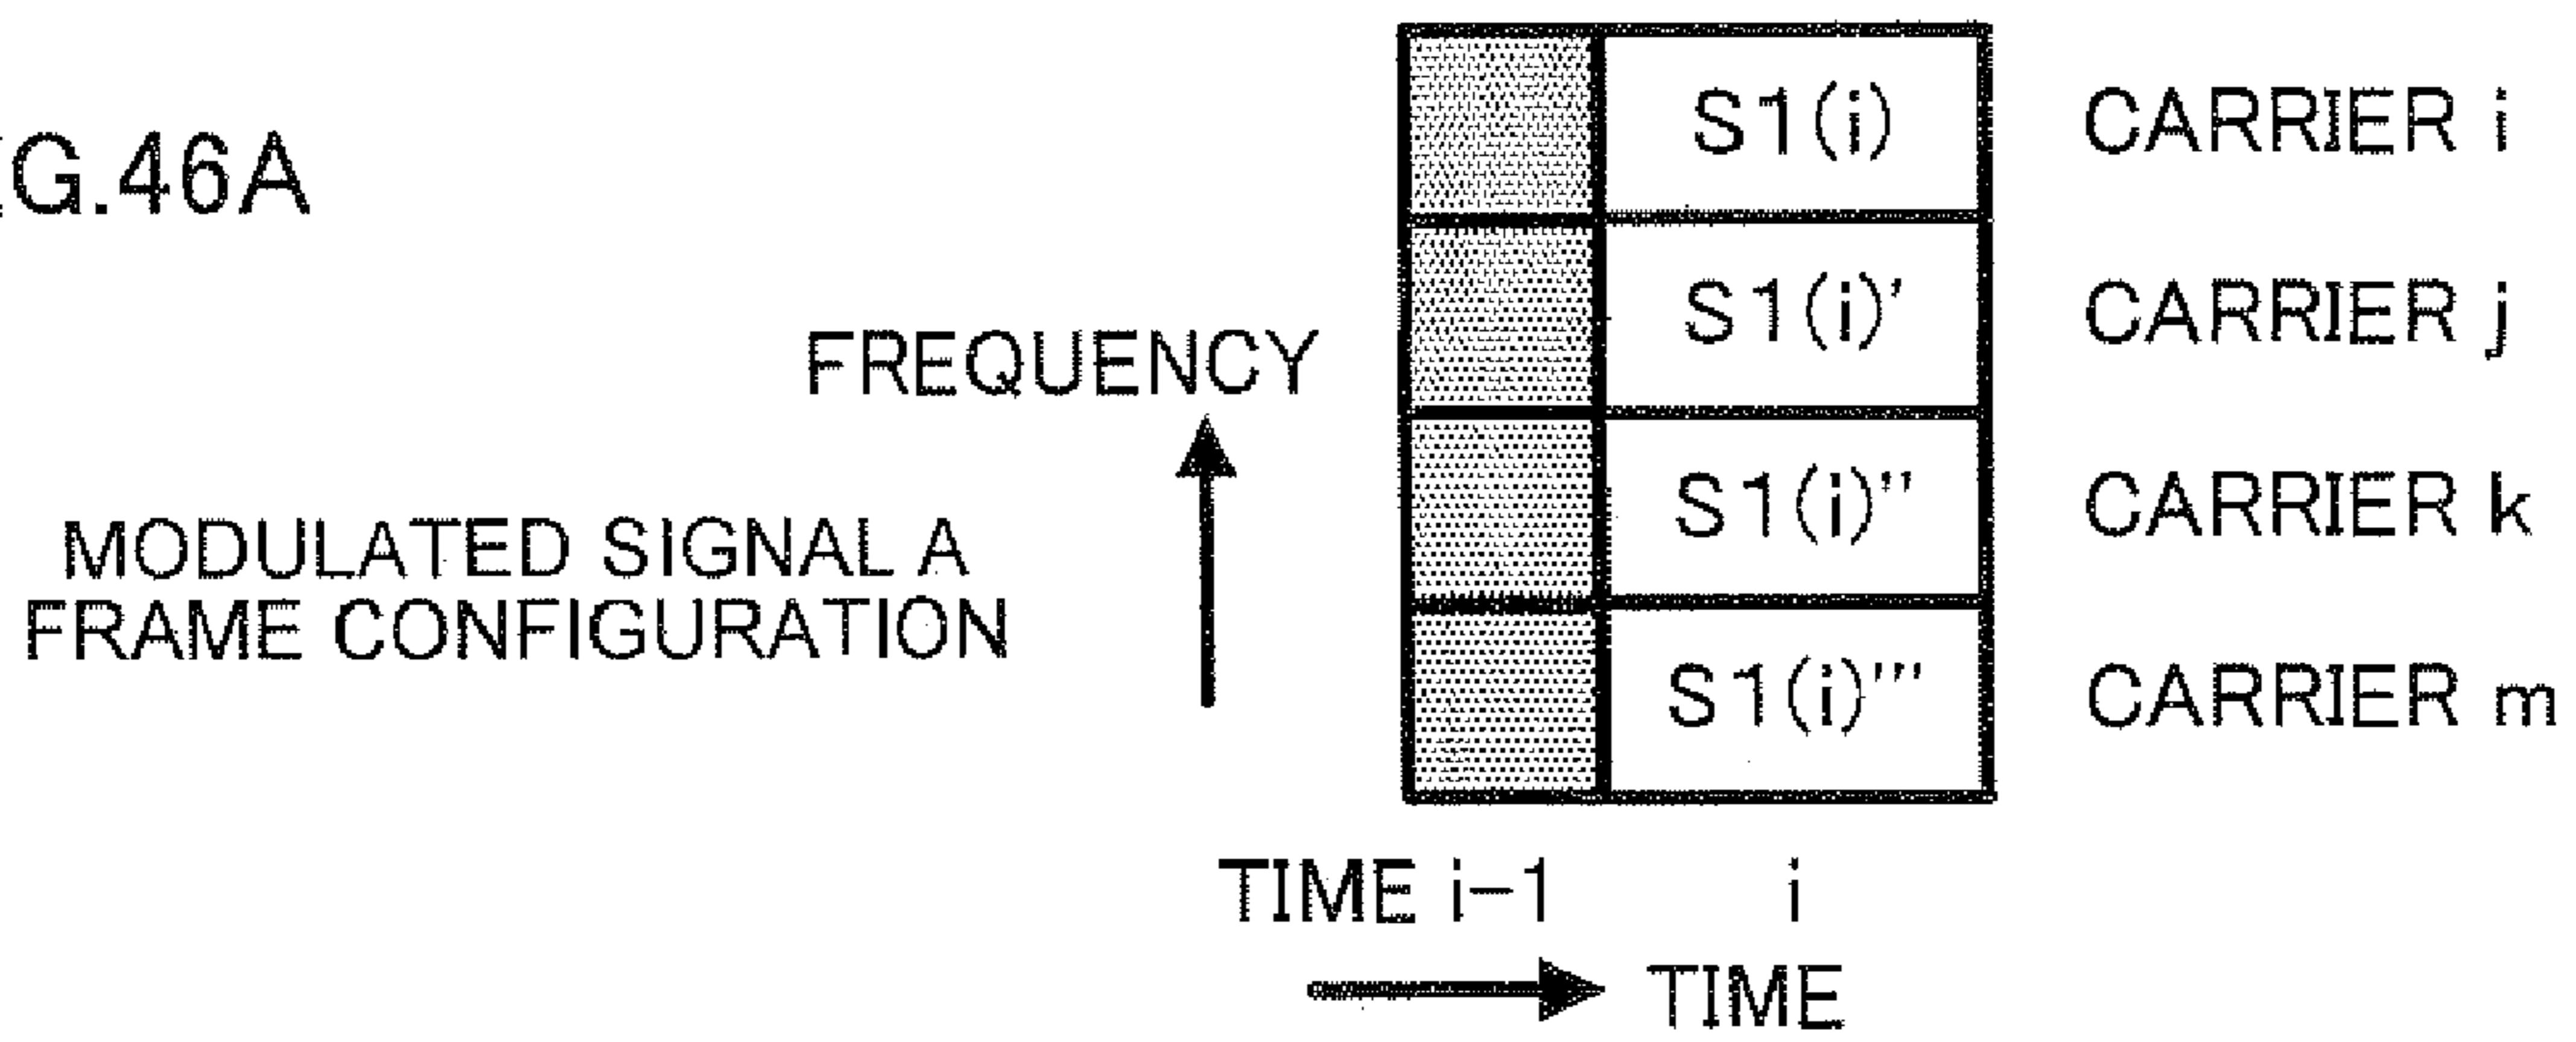 G.46A
S1(i) CARRIER i
S1(i)' CARRIER j
FREQUENCY
S1(i)'' CARRIER k
MODULATED SIGNAL A
FRAME CONFIGURATION
S1(i)''' CARRIER m
TIME i-1 i
TIME